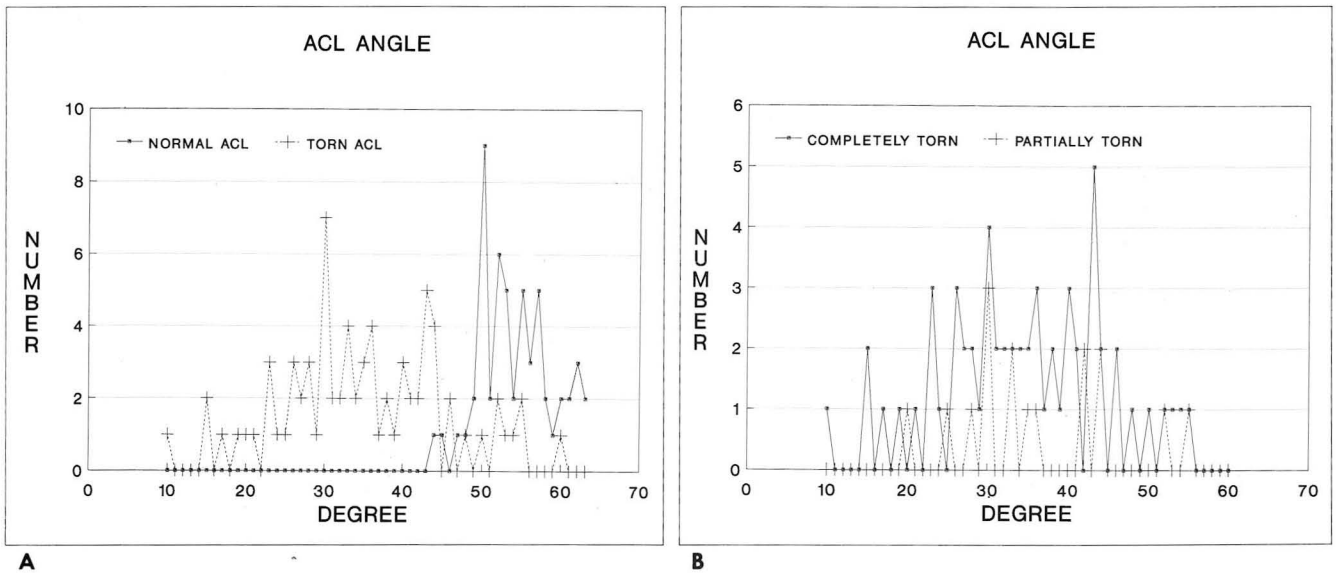 ACL ANGLE
10
8
6
4
2
0
NORMAL ACL
TORN ACL
NUMBER
0 10 20 30 40 50 60 70
DEGREE
A
ACL ANGLE
6
5
4
3
2
1
0
COMPLETELY TORN
PARTIALLY TORN
NUMBER
0 10 20 30 40 50 60 70
DEGREE
B